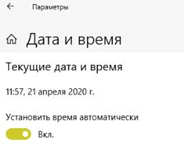 Параметры
Дата и время
Текущие дата и время
11:57, 21 апреля 2020 г.
Установить время автоматически
Вкл.